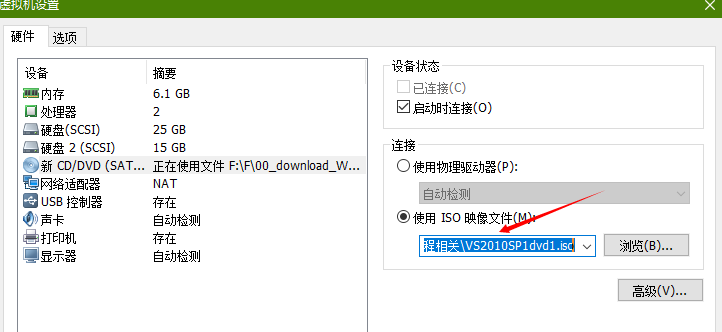 虚拟机设置
硬件 选项
设备 摘要
内存 6.1 GB
处理器 2
硬盘(SCSI) 25 GB
硬盘 2 (SCSI) 15 GB
新 CD/DVD (SAT... 正在使用文件 F:\F\00_download_W...
网络适配器 NAT
USB 控制器 存在
声卡 自动检测
打印机 存在
显示器 自动检测
设备状态
已连接(C)
启动时连接(O)
连接
使用物理驱动器(P):
自动检测
使用 ISO 映像文件(M):
程相关\VS2010SP1dvd1.iso
浏览(B)...
高级(V)...